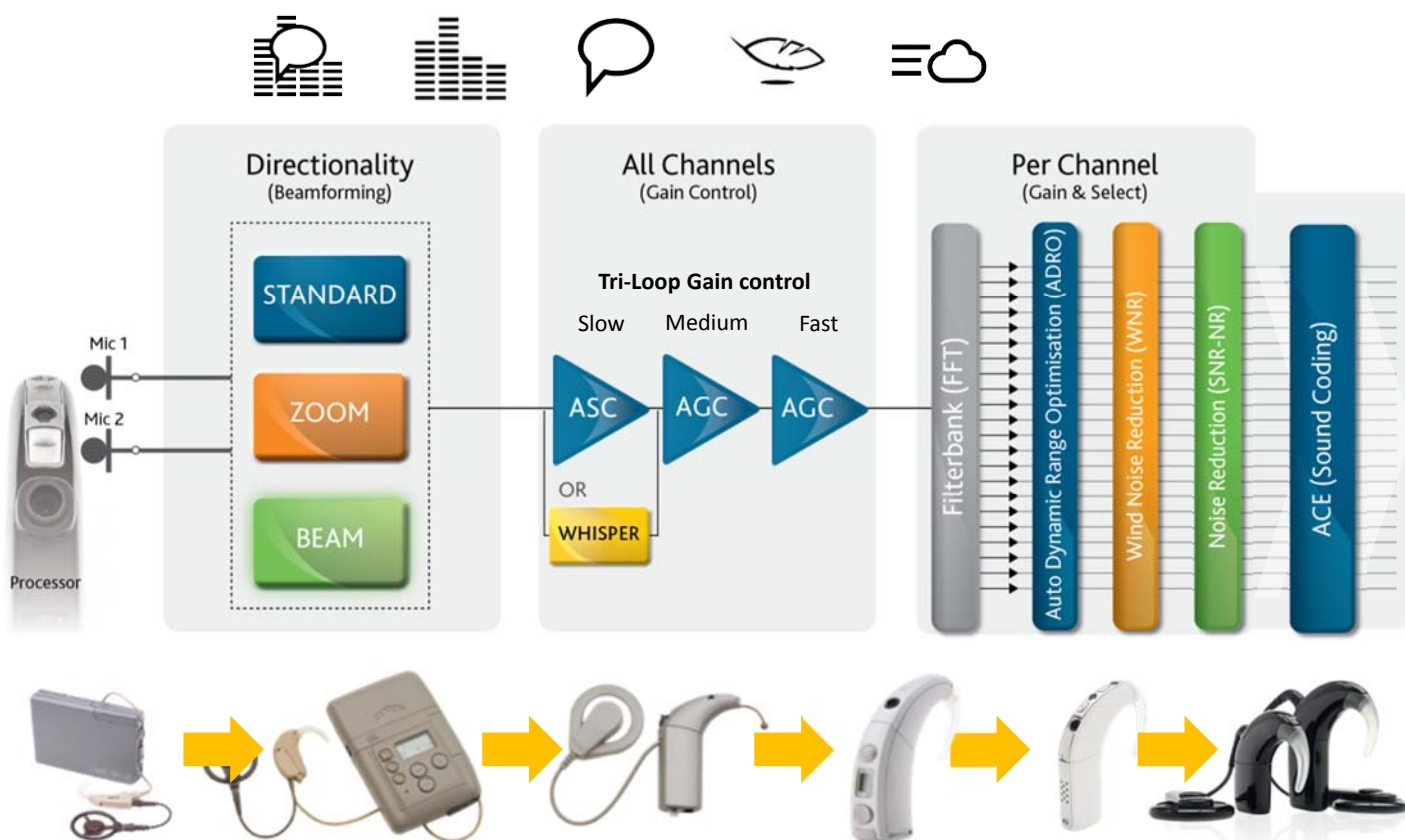 Directionality
(Beamforming)
All Channels
(Gain Control)
Per Channel
(Gain & Select)
STANDARD
ZOOM
BEAM
Mic 1
Mic 2
Processor
Tri-Loop Gain control
Slow Medium Fast
ASC AGC AGC
OR
WHISPER
Filterbank (FFT)
Auto Dynamic Range Optimisation (ADRO)
Wind Noise Reduction (WNR)
Noise Reduction (SNR-NR)
ACE (Sound Coding)